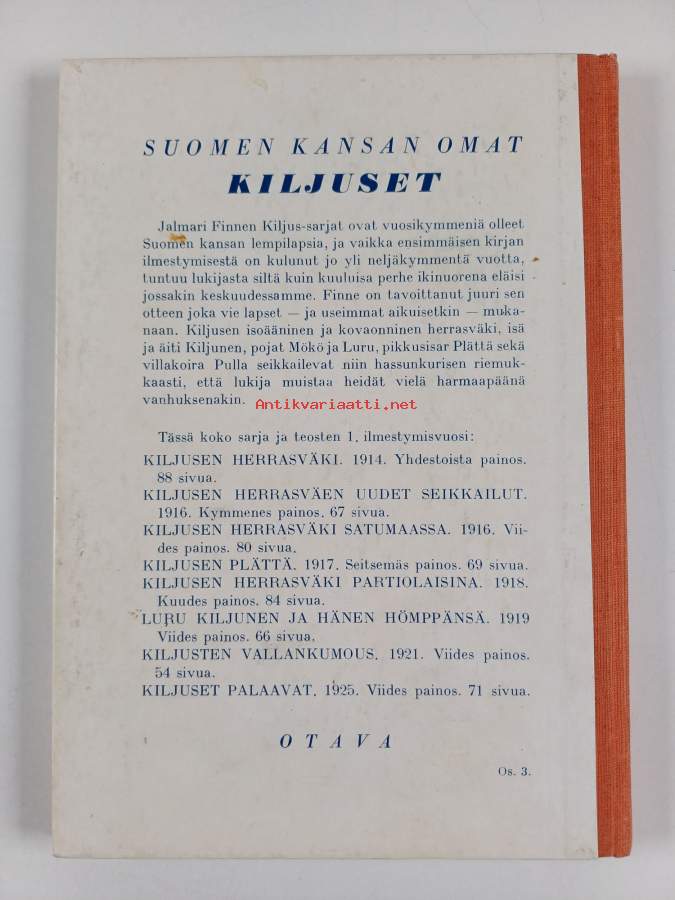 SUOMEN KANSAN OMAT
KILJUSET
Jalmari Finnen Kiljus-sarjat ovat vuosikymmeniä olleet
Suomen kansan lempilapsia, ja vaikka ensimmäisen kirjan
ilmestymisestä on kulunut jo yli neljäkymmentä vuotta,
tuntuu lukijasta siltä kuin kuuluisa perhe ikinuorena eläisi
jossakin keskuudessamme. Finne on tavoittanut juuri sen
otteen joka vie lapset — ja useimmat aikuisetkin — muka-
naan. Kiljusen isoääninen ja kovaonninen herrasväki, isä
ja äiti Kiljunen, pojat Mökö ja Luru, pikkusisar Plättä sekä
villakoira Pulla seikkailevat niin hassunkurisen riemuk-
kaasti, että lukija muistaa heidät vielä harmaapäänä
vanhuksenakin.
Antikvariaatti.net
Tässä koko sarja ja teosten 1. ilmestymisvuosi:
KILJUSEN HERRASVÄKI. 1914. Yhdestoista painos.
88 sivua.
KILJUSEN HERRASVÄEN UUDET SEIKKAILUT.
1916. Kymmenes painos. 67 sivua.
KILJUSEN HERRASVÄKI SATUMAASSA. 1916. Vii-
des painos. 80 sivua.
KILJUSEN PLÄTTÄ. 1917. Seitsemäs painos. 69 sivua.
KILJUSEN HERRASVÄKI PARTIOLAISINA. 1918.
Kuudes painos. 84 sivua.
LURU KILJUNEN JA HÄNEN HÖMPPÄNSÄ. 1919
Viides painos. 66 sivua.
KILJUSTEN VALLANKUMOUS. 1921. Viides painos.
54 sivua.
KILJUSET PALAAVAT. 1925. Viides painos. 71 sivua.
OTAVA
Os. 3.